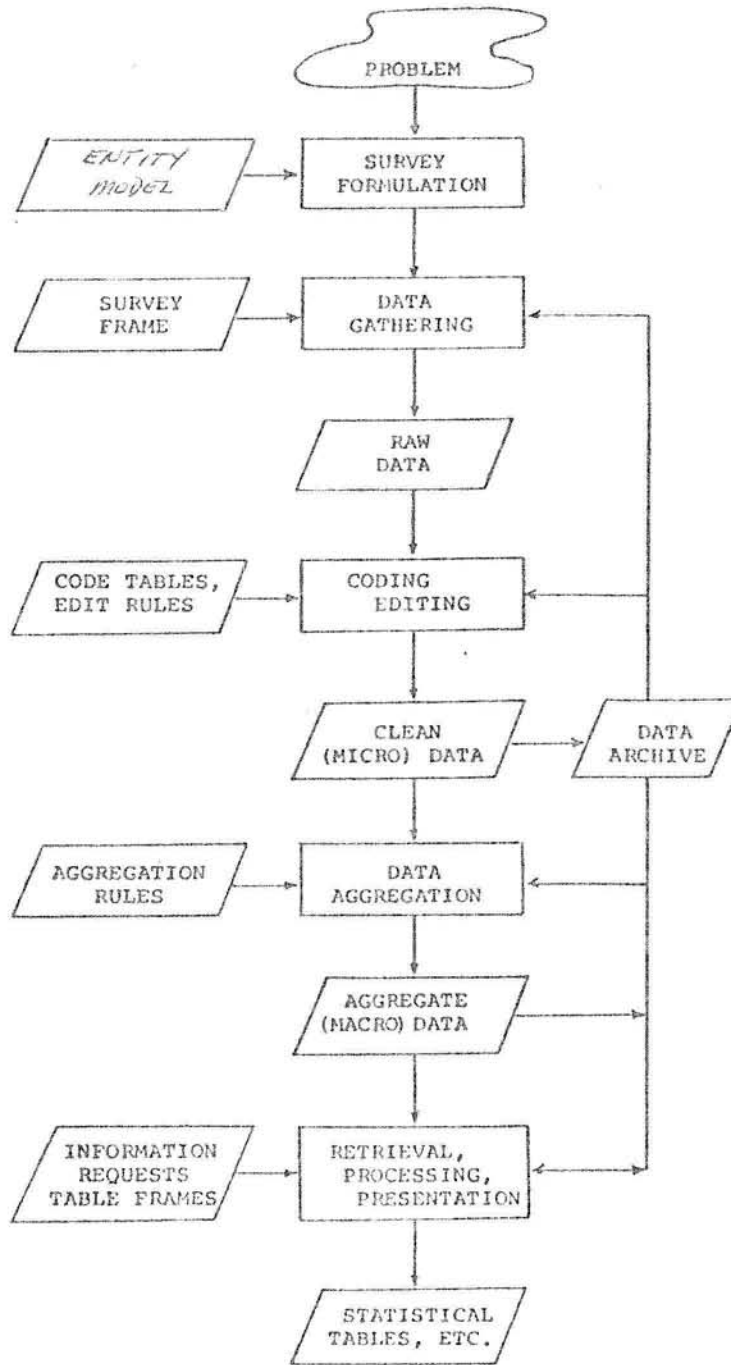 PROBLEM
ENTITY
MODEL
SURVEY
FORMULATION
SURVEY
FRAME
DATA
GATHERING
RAW
DATA
CODE TABLES,
EDIT RULES
CODING
EDITING
CLEAN
(MICRO) DATA
DATA
ARCHIVE
AGGREGATION
RULES
DATA
AGGREGATION
AGGREGATE
(MACRO) DATA
INFORMATION
REQUESTS
TABLE FRAMES
RETRIEVAL,
PROCESSING,
PRESENTATION
STATISTICAL
TABLES, ETC.